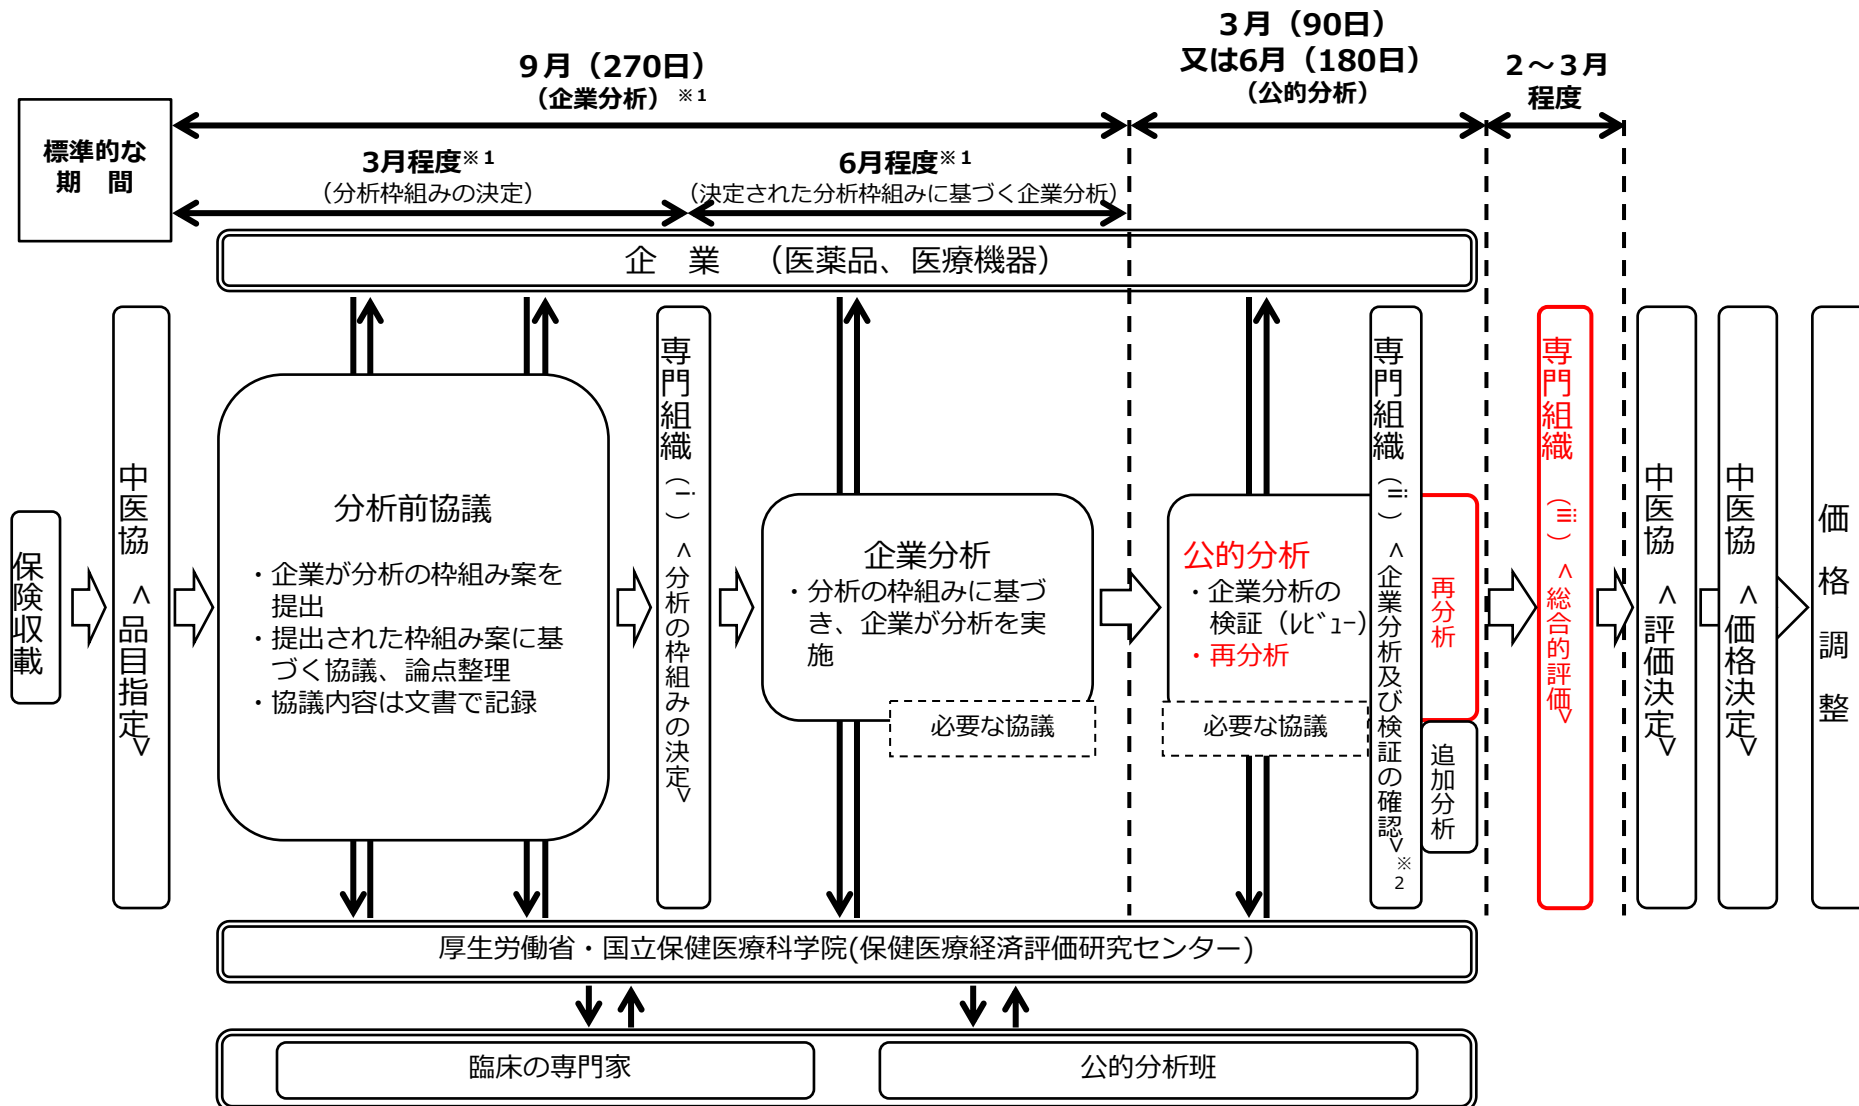 3月（90日）
又は6月（180日）
（公的分析）
9月（270日）
（企業分析）※1
2～3月
程度
標準的な
期　間
3月程度※1
（分析枠組みの決定）
6月程度※1
（決定された分析枠組みに基づく企業分析）
企　業　（医薬品、医療機器）
保険収載
中医協　<品目指定>
分析前協議
・企業が分析の枠組み案を
提出
・提出された枠組み案に基
づく協議、論点整理
・協議内容は文書で記録
専門組織（ⅰ）<分析の枠組みの決定>
企業分析
・分析の枠組みに基づ
き、企業が分析を実
施
必要な協議
公的分析
・企業分析の
検証（ﾚﾋﾞｭｰ）
・再分析
必要な協議
専門組織（ⅱ）<企業分析及び検証の確認>※2
再分析
追加分析
専門組織　（ⅲ）<総合的評価>
中医協　<評価決定>
中医協　<価格決定>
価格調整
厚生労働省・国立保健医療科学院(保健医療経済評価研究センター)
臨床の専門家
公的分析班